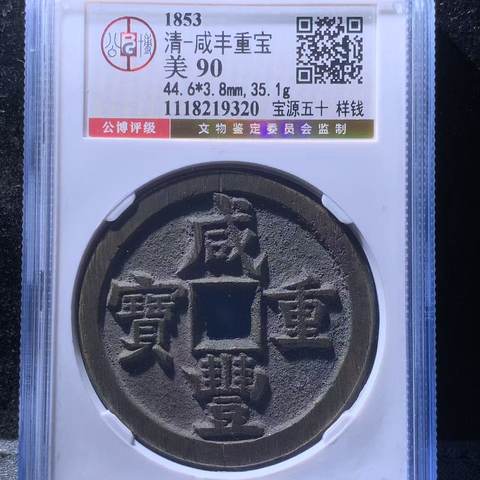 1853
清-咸丰重宝
美 90
44.6*3.8mm,35.1g
1118219320 宝源五十 样钱
公博评级
文物鉴定委员会监制
咸
豐
重
寶